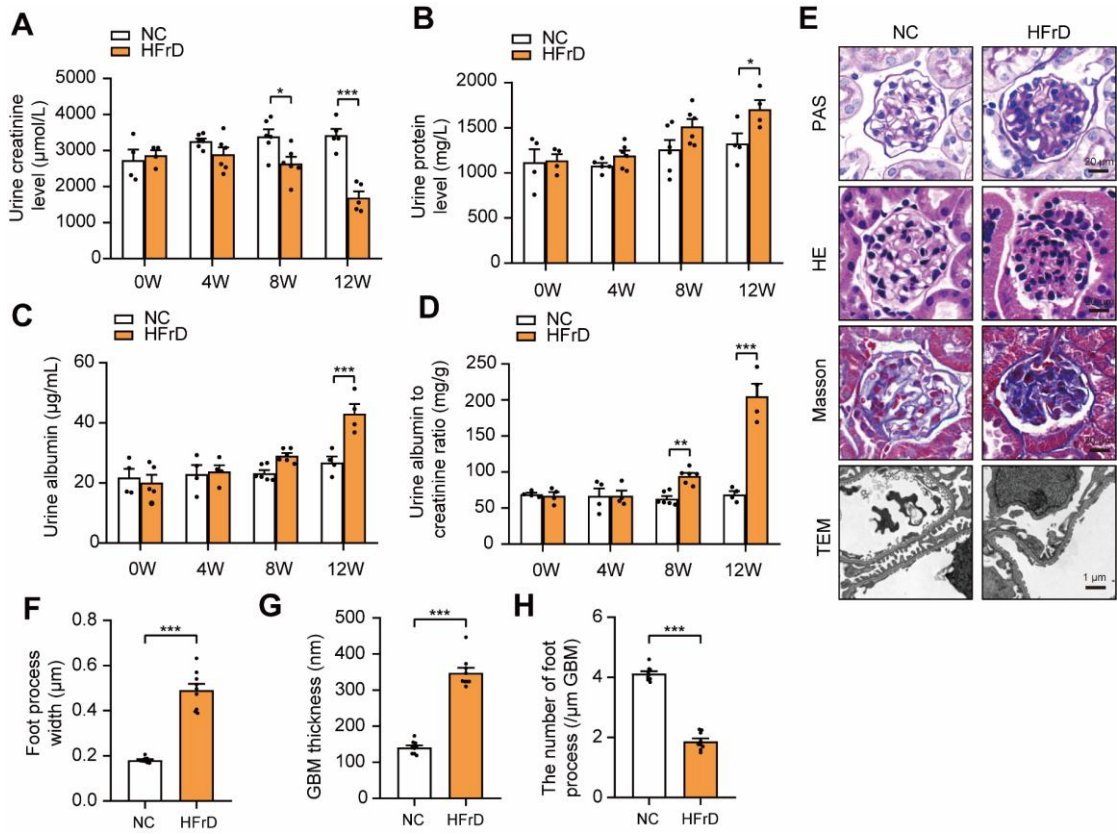 A
NC
HFrD
Urine creatinine
level (μmol/L)
5000
4000
3000
2000
1000
0
*
***
0W 4W 8W 12W
B
NC
HFrD
Urine protein
level (mg/L)
2000
1500
1000
500
0
*
0W 4W 8W 12W
C
NC
HFrD
Urine albumin (μg/mL)
60
40
20
0
***
0W 4W 8W 12W
D
NC
HFrD
Urine albumin to
creatinine ratio (mg/g)
250
200
150
100
50
0
**
***
0W 4W 8W 12W
E
NC HFrD
PAS
20 μm
HE
Masson
TEM
1 μm
F
Foot process
width (μm)
0.8
0.6
0.4
0.2
0.0
***
NC HFrD
G
GBM thickness (nm)
500
400
300
200
100
0
***
NC HFrD
H
The number of foot
process (/μm GBM)
6
4
2
0
***
NC HFrD